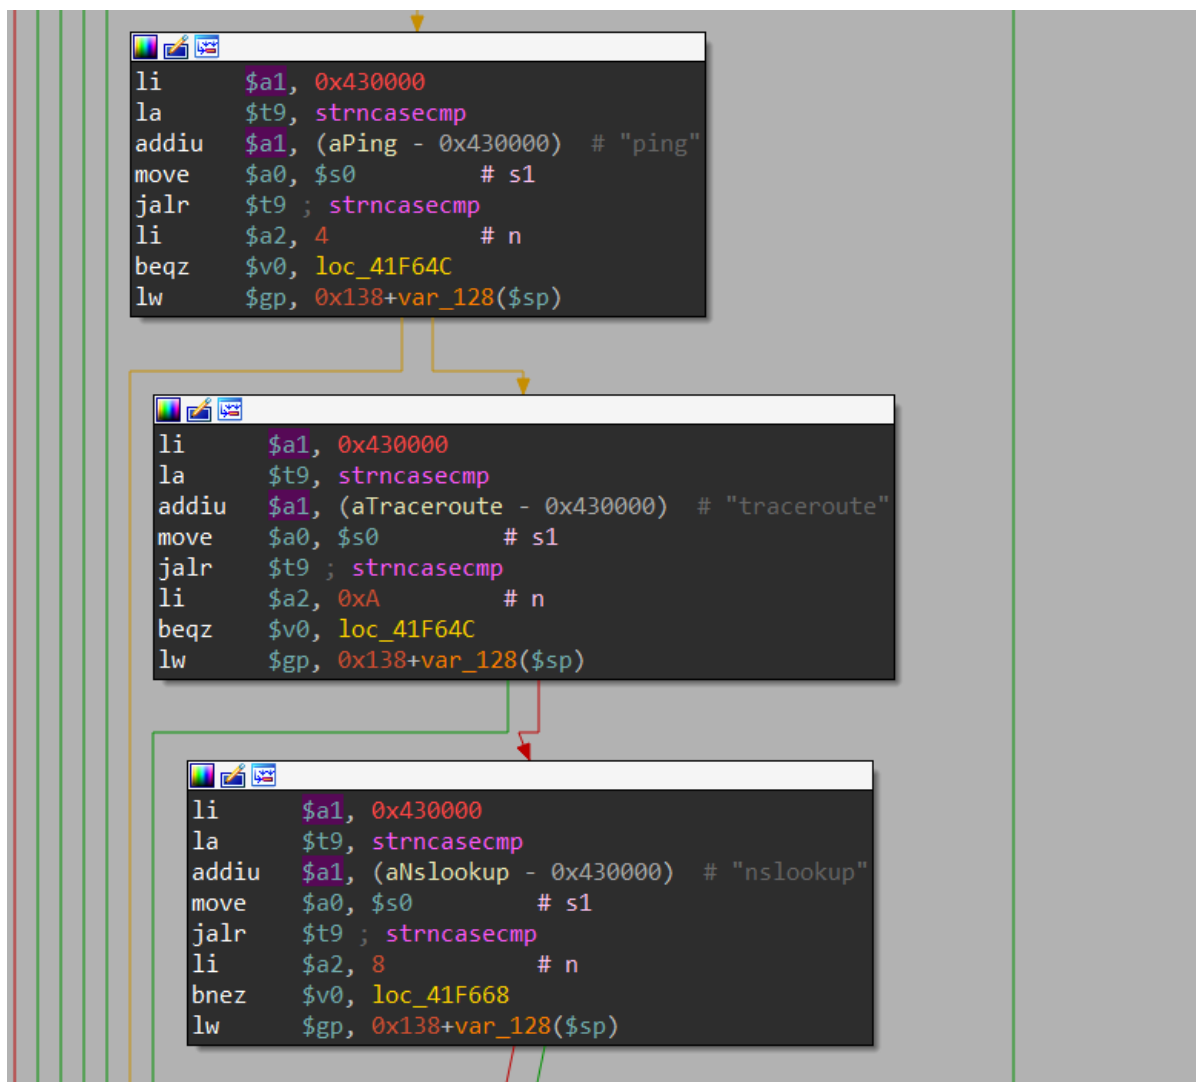 li $a1, 0x430000
la $t9, strncasecmp
addiu $a1, (aPing - 0x430000) # "ping"
move $a0, $s0 # s1
jalr $t9 ; strncasecmp
li $a2, 4 # n
beqz $v0, loc_41F64C
lw $gp, 0x138+var_128($sp)
li $a1, 0x430000
la $t9, strncasecmp
addiu $a1, (aTraceroute - 0x430000) # "traceroute"
move $a0, $s0 # s1
jalr $t9 ; strncasecmp
li $a2, 0xA # n
beqz $v0, loc_41F64C
lw $gp, 0x138+var_128($sp)
li $a1, 0x430000
la $t9, strncasecmp
addiu $a1, (aNslookup - 0x430000) # "nslookup"
move $a0, $s0 # s1
jalr $t9 ; strncasecmp
li $a2, 8 # n
bnez $v0, loc_41F668
lw $gp, 0x138+var_128($sp)